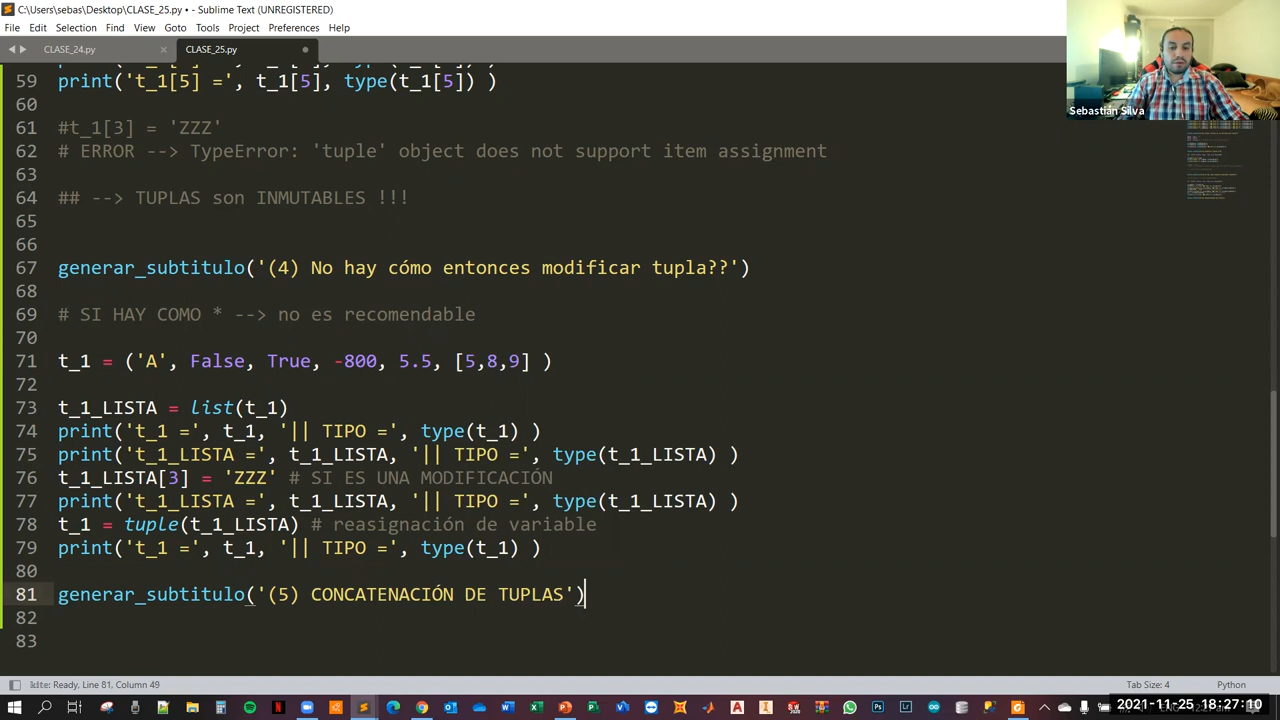 C:\Users\sebas\Desktop\CLASE_25.py • - Sublime Text (UNREGISTERED)
File Edit Selection Find View Goto Tools Project Preferences Help
CLASE_24.py × CLASE_25.py
Sebastián Silva
59 print('t_1[5] =', t_1[5], type(t_1[5]) )
60
61 #t_1[3] = 'ZZZ'
62 # ERROR --> TypeError: 'tuple' object does not support item assignment
63
64 ## --> TUPLAS son INMUTABLES !!!
65
66
67 generar_subtitulo('(4) No hay cómo entonces modificar tupla??')
68
69 # SI HAY COMO * --> no es recomendable
70
71 t_1 = ('A', False, True, -800, 5.5, [5,8,9] )
72
73 t_1_LISTA = list(t_1)
74 print('t_1 =', t_1, '|| TIPO =', type(t_1) )
75 print('t_1_LISTA =', t_1_LISTA, '|| TIPO =', type(t_1_LISTA) )
76 t_1_LISTA[3] = 'ZZZ' # SI ES UNA MODIFICACIÓN
77 print('t_1_LISTA =', t_1_LISTA, '|| TIPO =', type(t_1_LISTA) )
78 t_1 = tuple(t_1_LISTA) # reasignación de variable
79 print('t_1 =', t_1, '|| TIPO =', type(t_1) )
80
81 generar_subtitulo('(5) CONCATENACIÓN DE TUPLAS')
82
83
kite: Ready, Line 81, Column 49 Tab Size: 4 Python
2021-11-25 18:27:10